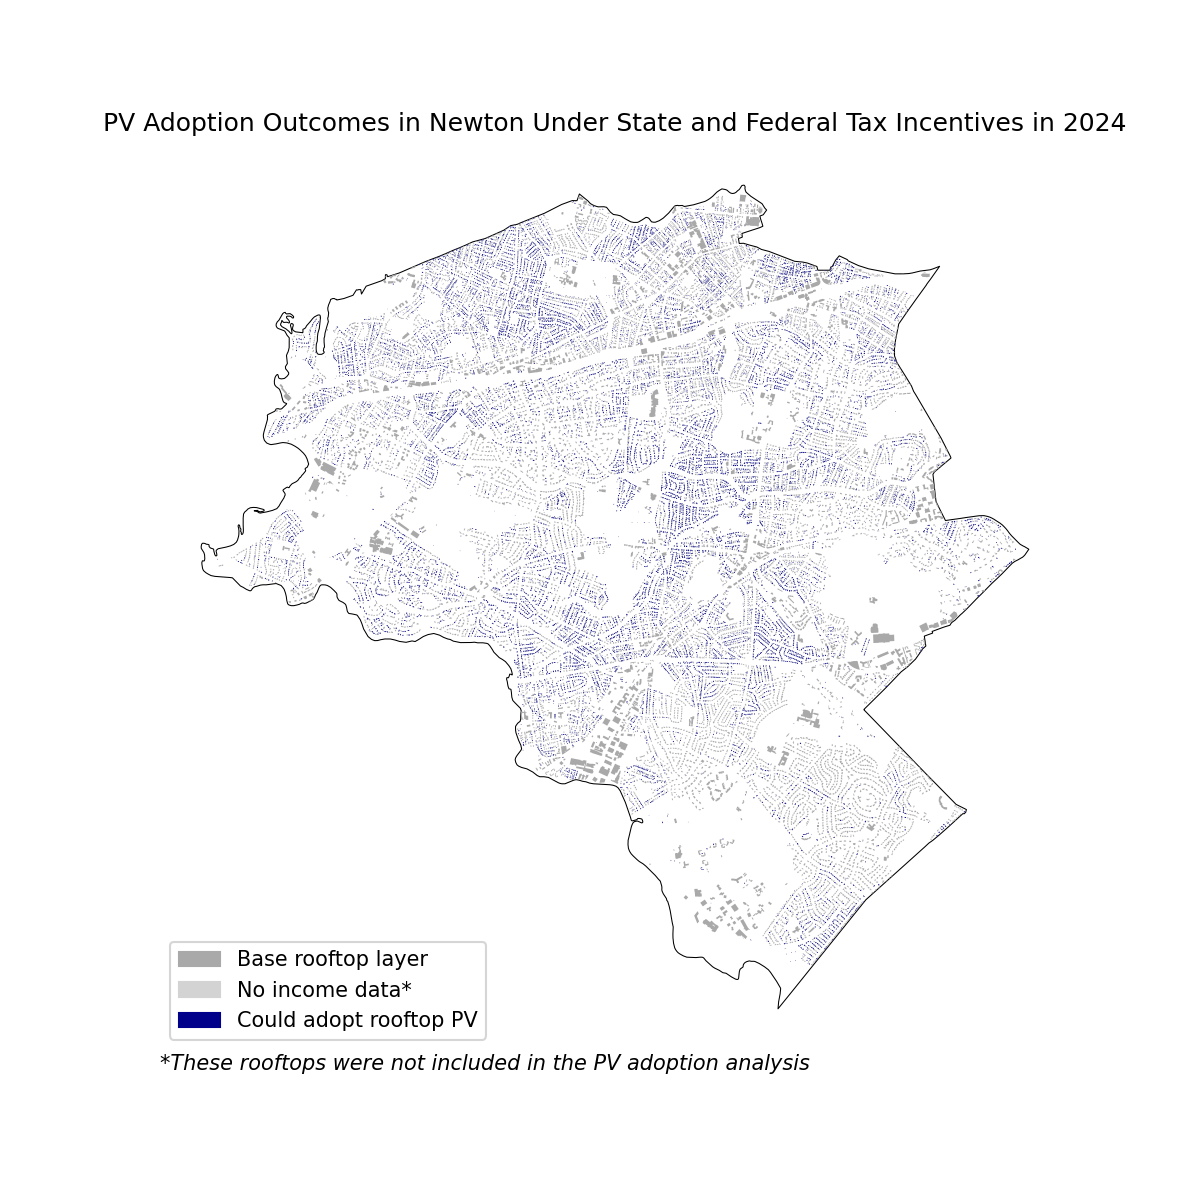 PV Adoption Outcomes in Newton Under State and Federal Tax Incentives in 2024
Base rooftop layer
No income data*
Could adopt rooftop PV
*These rooftops were not included in the PV adoption analysis